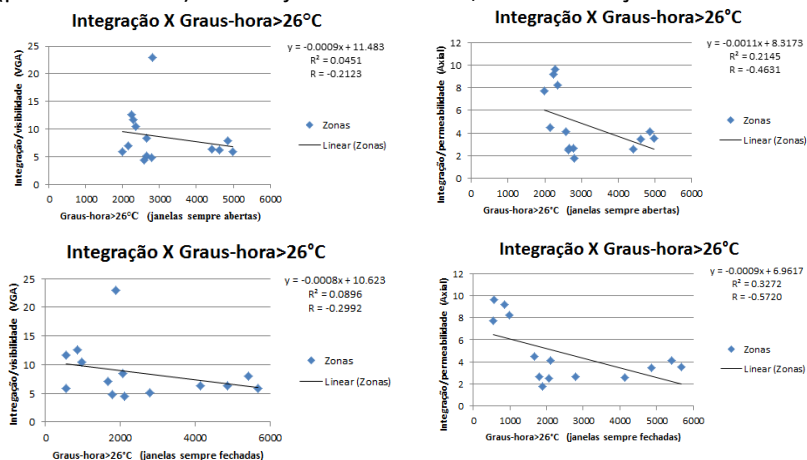 Integração X Graus-hora>26°C
y = -0.0009x + 11.483
R² = 0.0451
R = -0.2123
Integração/visibilidade (VGA)
25
20
15
10
5
0
0 1000 2000 3000 4000 5000 6000
Graus-hora>26°C (janelas sempre abertas)
Zonas
Linear (Zonas)
Integração X Graus-hora>26°C
y = -0.0011x + 8.3173
R² = 0.2145
R = -0.4631
Integração/permeabilidade (Axial)
12
10
8
6
4
2
0
0 1000 2000 3000 4000 5000 6000
Graus-hora>26°C (janelas sempre abertas)
Zonas
Linear (Zonas)
Integração X Graus-hora>26°C
y = -0.0008x + 10.623
R² = 0.0896
R = -0.2992
Intregração/visibilidade (VGA)
25
20
15
10
5
0
0 2000 4000 6000
Graus-hora>26°C (janelas sempre fechadas)
Zonas
Linear (Zonas)
Integração X Graus-hora>26°C
y = -0.0009x + 6.9617
R² = 0.3272
R = -0.5720
Integração/permeabilidade (Axial)
12
10
8
6
4
2
0
0 1000 2000 3000 4000 5000 6000
Graus-hora>26°C (janelas sempre fechadas)
Zonas
Linear (Zonas)